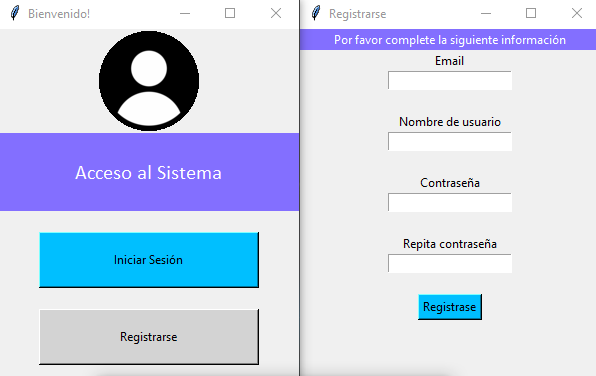 Bienvenido!
Acceso al Sistema
Iniciar Sesión
Registrarse
Registrarse
Por favor complete la siguiente información
Email
Nombre de usuario
Contraseña
Repita contraseña
Registrase